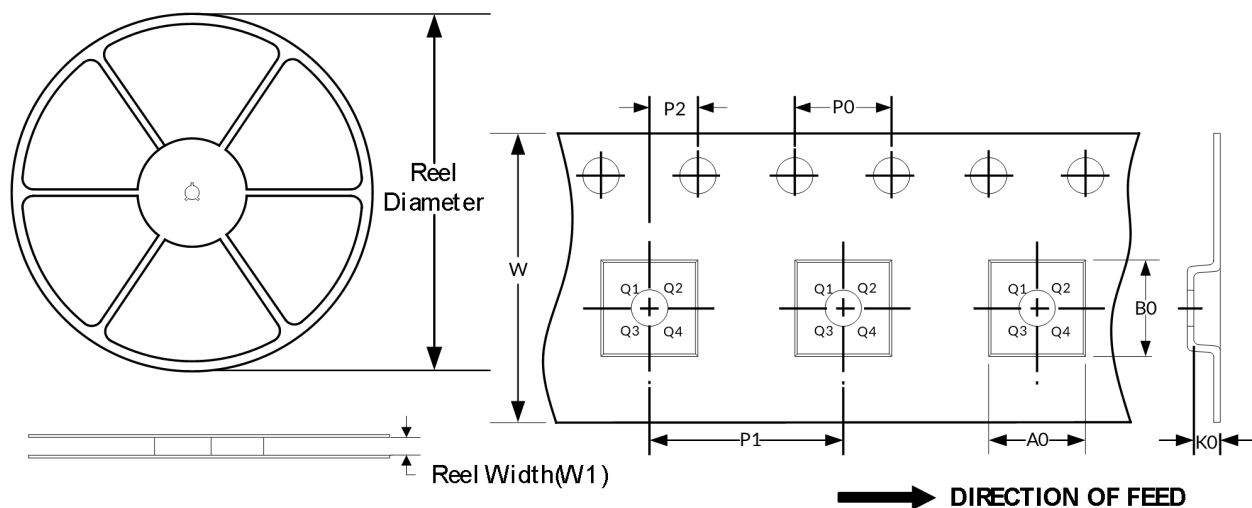 Reel
Diameter
Reel Width(W1)
P2
P0
W
Q1 Q2
Q3 Q4
Q1 Q2
Q3 Q4
Q1 Q2
Q3 Q4
B0
P1
A0
K0
DIRECTION OF FEED